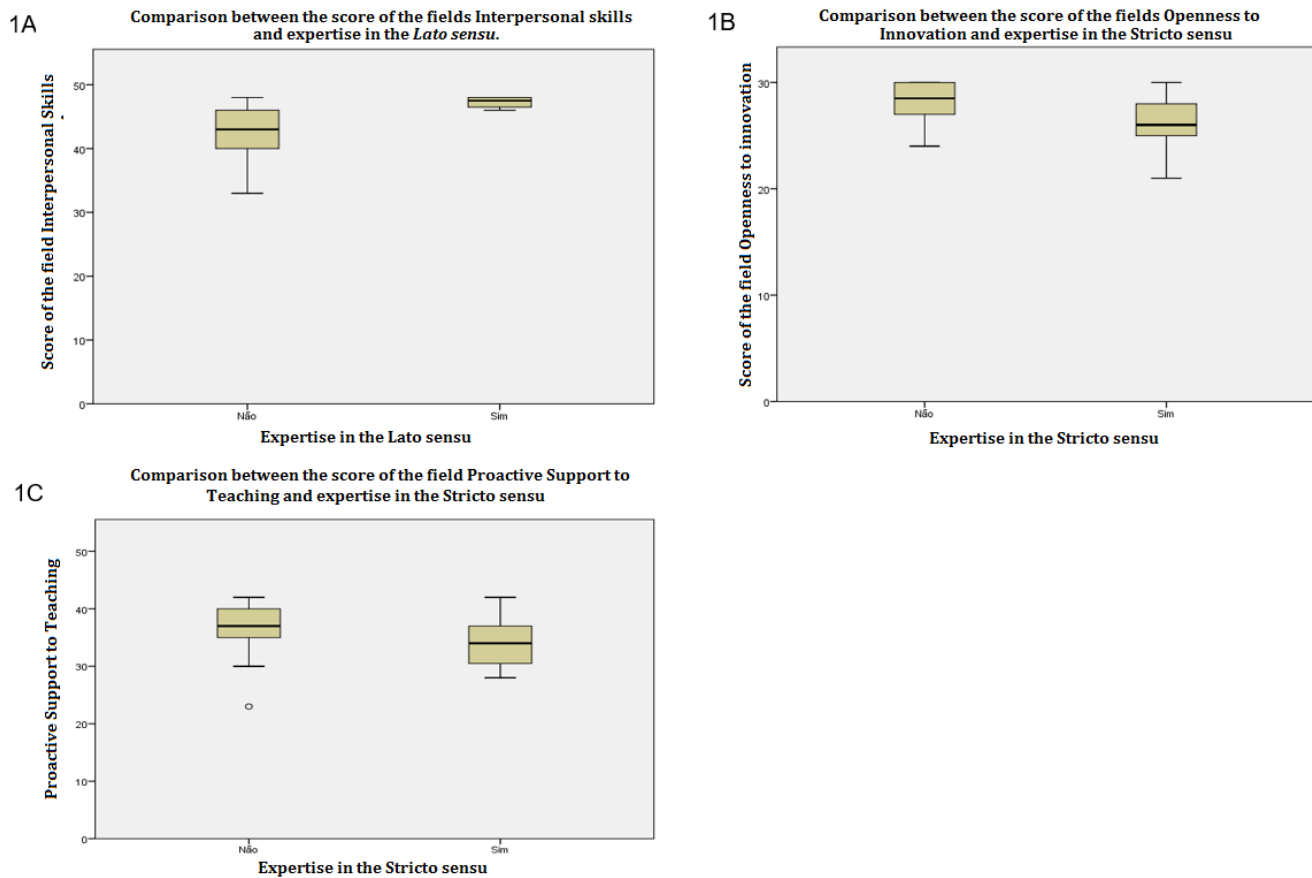 1A
Comparison between the score of the fields Interpersonal skills
and expertise in the Lato sensu.
Score of the field Interpersonal Skills
50
40
30
20
10
0
Não
Sim
Expertise in the Lato sensu
1B
Comparison between the score of the fields Openness to
Innovation and expertise in the Stricto sensu
Score of the field Openness to innovation
30
20
10
0
Não
Sim
Expertise in the Stricto sensu
1C
Comparison between the score of the field Proactive Support to
Teaching and expertise in the Stricto sensu
Proactive Support to Teaching
50
40
30
20
10
0
Não
Sim
Expertise in the Stricto sensu